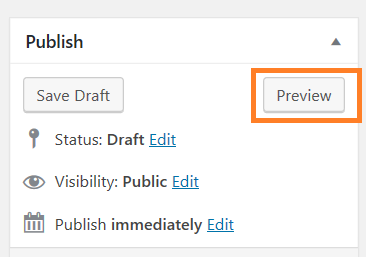 Publish
Save Draft Preview
Status: Draft Edit
Visibility: Public Edit
Publish immediately Edit